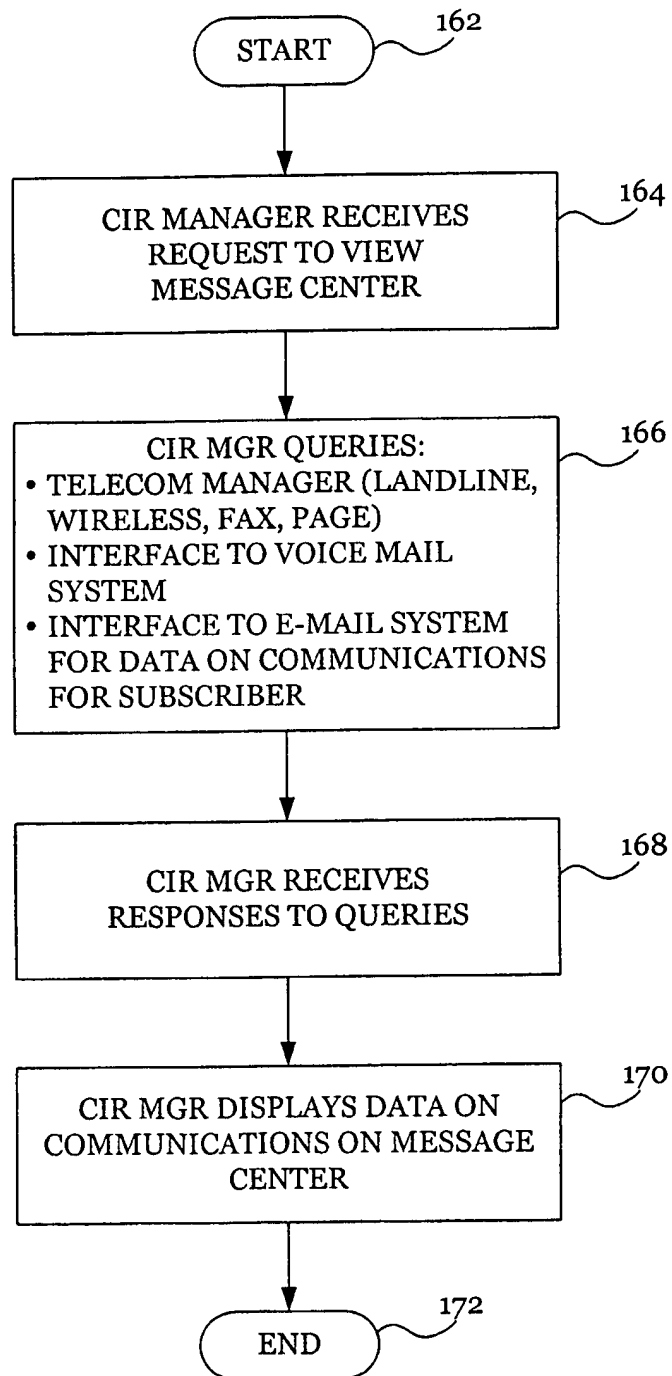 START
162
CIR MANAGER RECEIVES
REQUEST TO VIEW
MESSAGE CENTER
164
CIR MGR QUERIES:
• TELECOM MANAGER (LANDLINE,
WIRELESS, FAX, PAGE)
• INTERFACE TO VOICE MAIL
SYSTEM
• INTERFACE TO E-MAIL SYSTEM
FOR DATA ON COMMUNICATIONS
FOR SUBSCRIBER
166
CIR MGR RECEIVES
RESPONSES TO QUERIES
168
CIR MGR DISPLAYS DATA ON
COMMUNICATIONS ON MESSAGE
CENTER
170
END
172